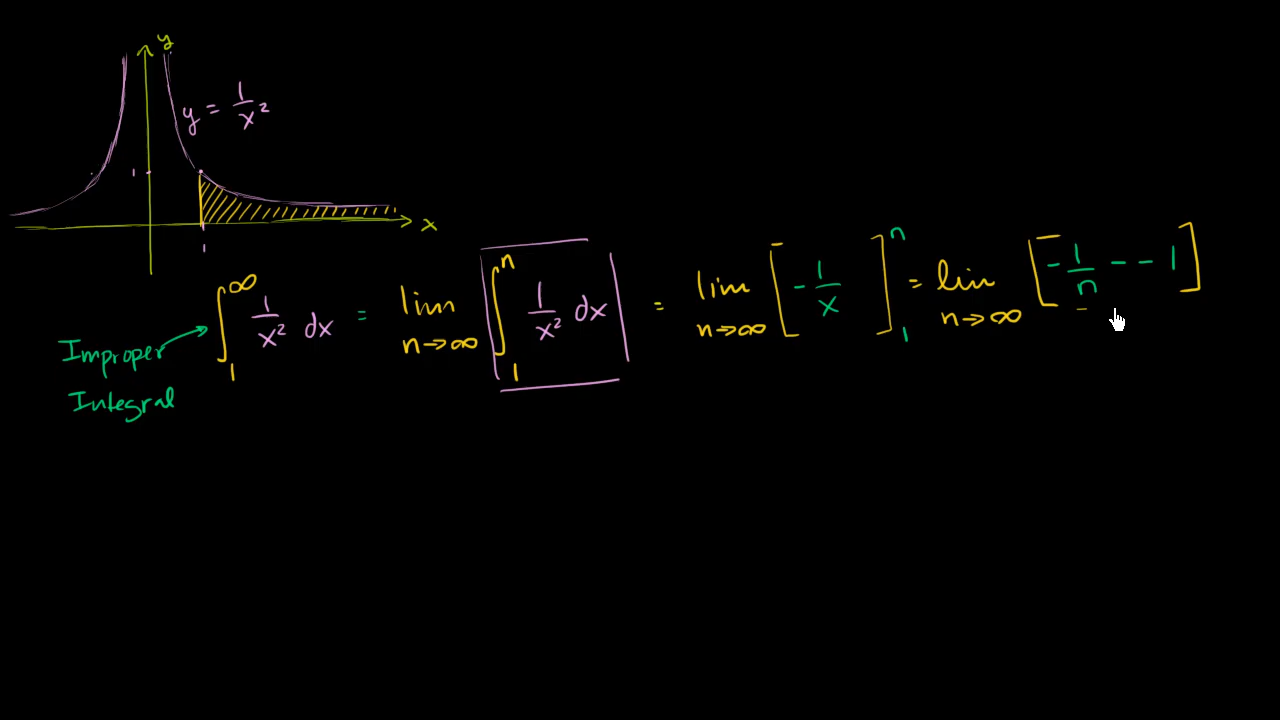 y
y = 1/x²
1
x
1
∫₁^∞ 1/x² dx = lim n→∞ ∫₁ⁿ 1/x² dx = lim n→∞ [-1/x]₁ⁿ = lim n→∞ [-1/n - - 1]
Improper
Integral